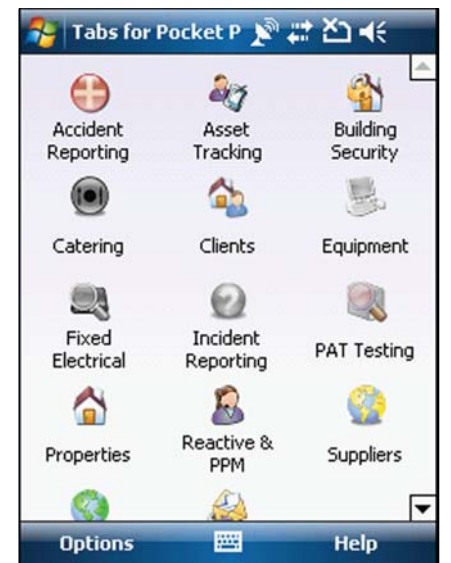 Tabs for Pocket P
Accident Reporting
Asset Tracking
Building Security
Catering
Clients
Equipment
Fixed Electrical
Incident Reporting
PAT Testing
Properties
Reactive & PPM
Suppliers
Options
Help